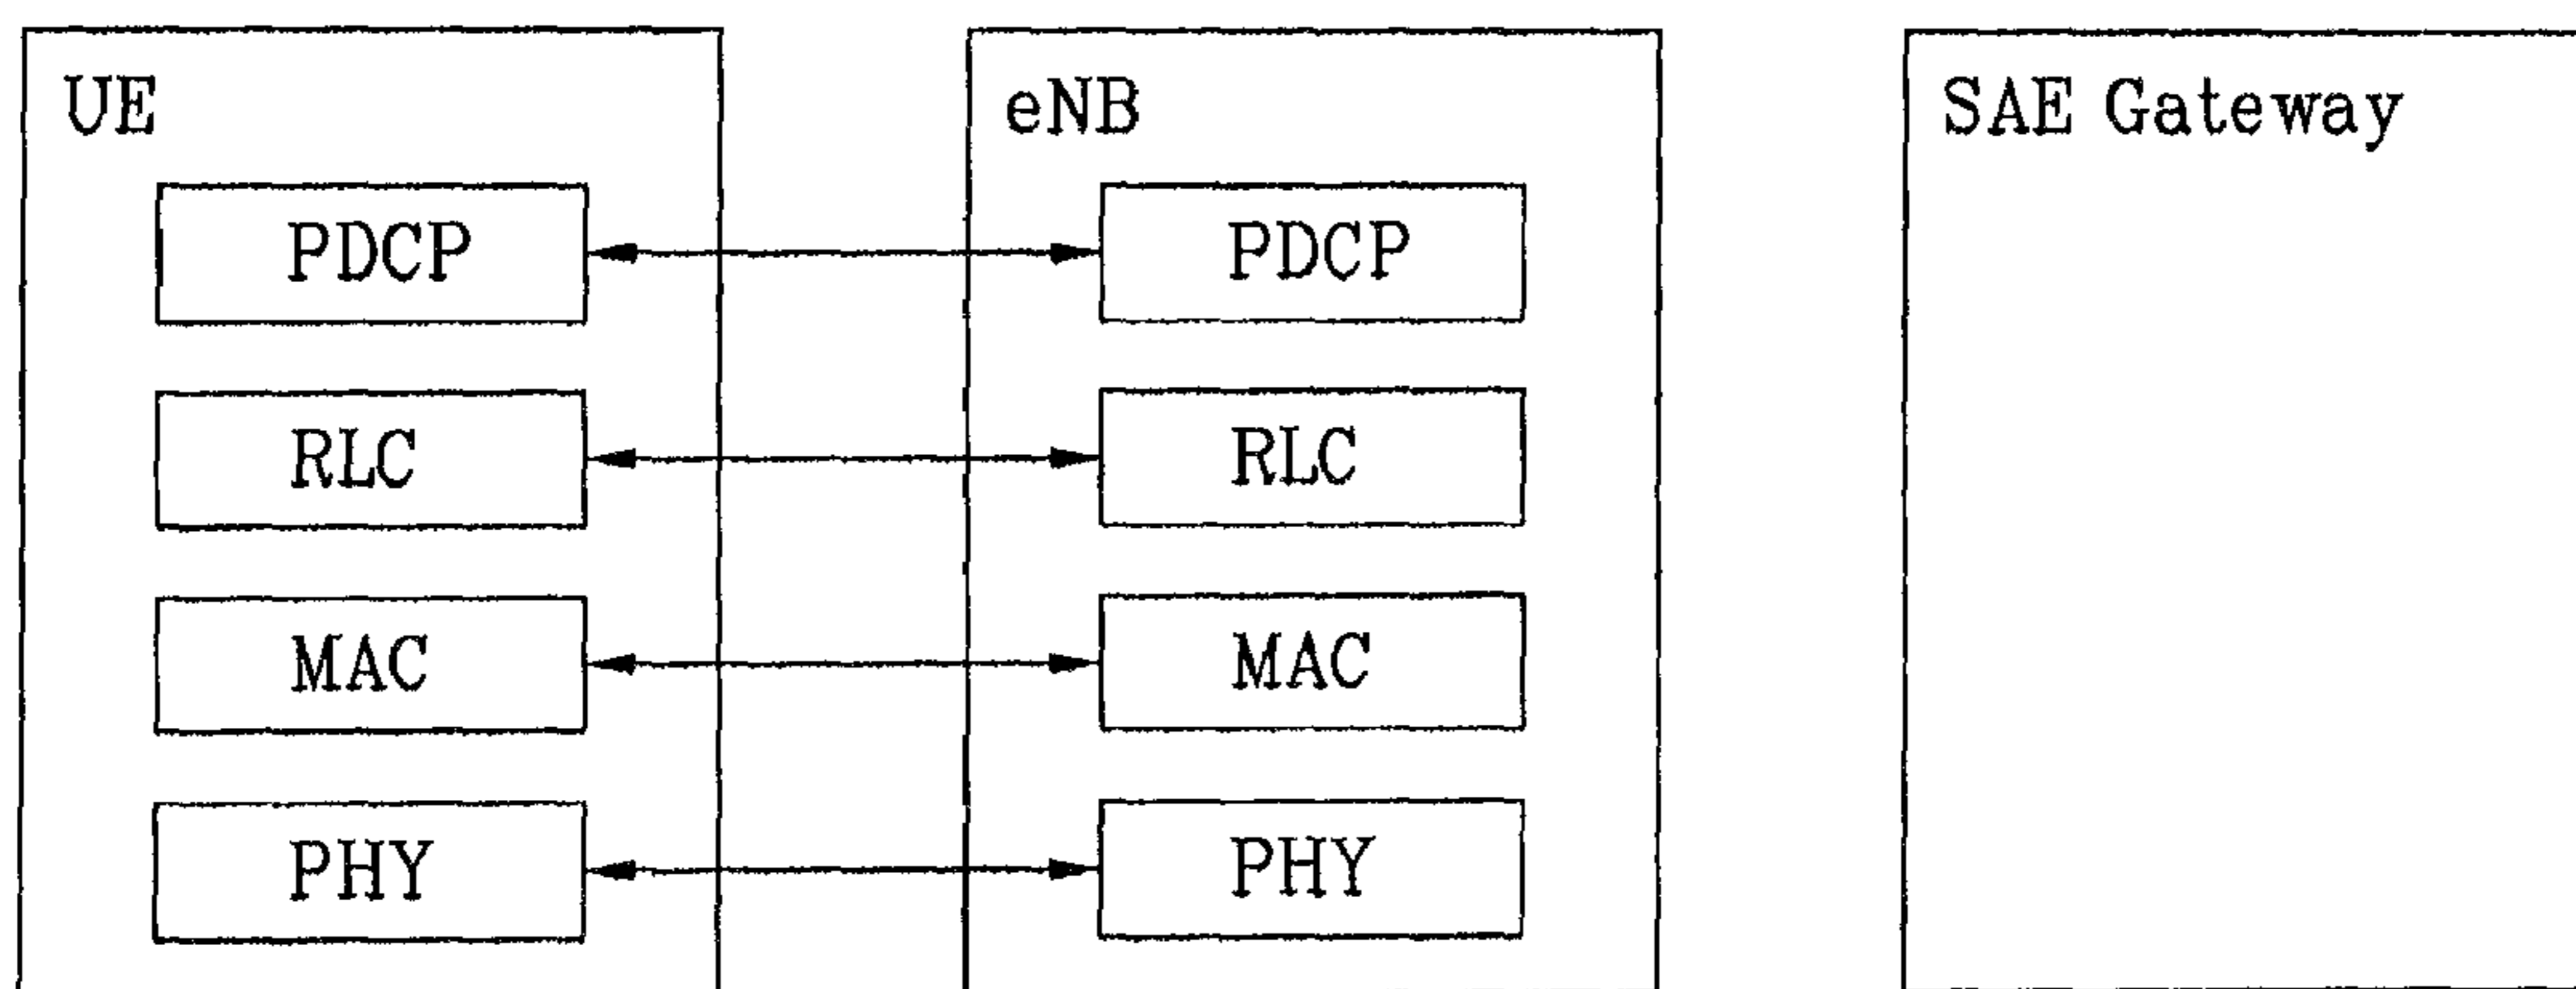 UE
eNB
SAE Gateway
PDCP
PDCP
RLC
RLC
MAC
MAC
PHY
PHY